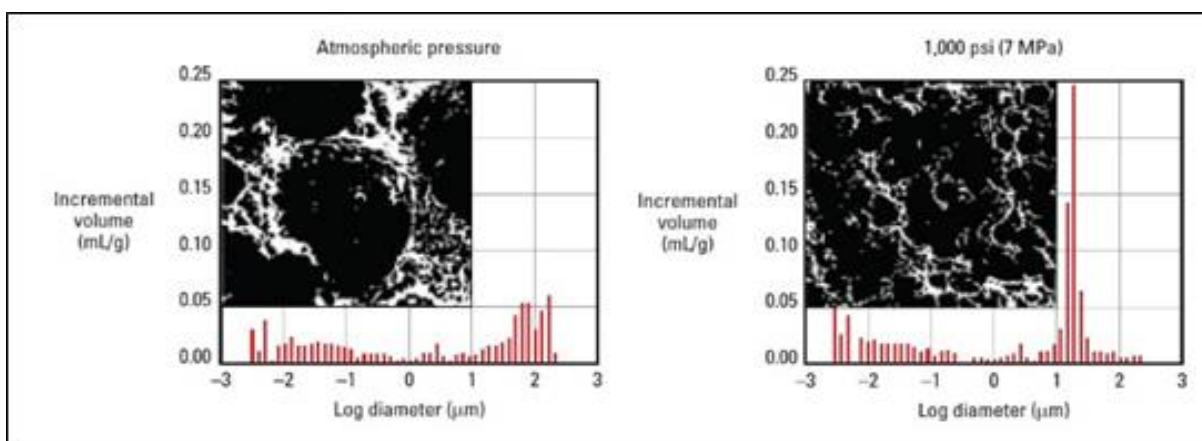 Atmospheric pressure
0.25
0.20
0.15
0.10
0.05
0.00
Incremental
volume
(mL/g)
−3 −2 −1 0 1 2 3
Log diameter (µm)
1,000 psi (7 MPa)
0.25
0.20
0.15
0.10
0.05
0.00
Incremental
volume
(mL/g)
−3 −2 −1 0 1 2 3
Log diameter (µm)